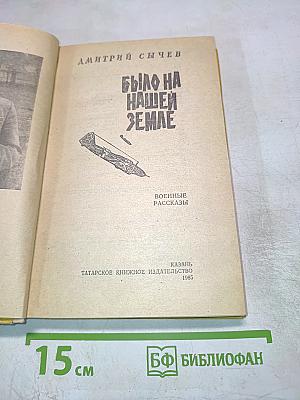 ДМИТРИЙ СЫЧЕВ
БЫЛО НА
НАШЕЙ
ЗЕМЛЕ
ВОЕННЫЕ
РАССКАЗЫ
КАЗАНЬ
ТАТАРСКОЕ КНИЖНОЕ ИЗДАТЕЛЬСТВО
1985
15 см
БФ БИБЛИОФАН